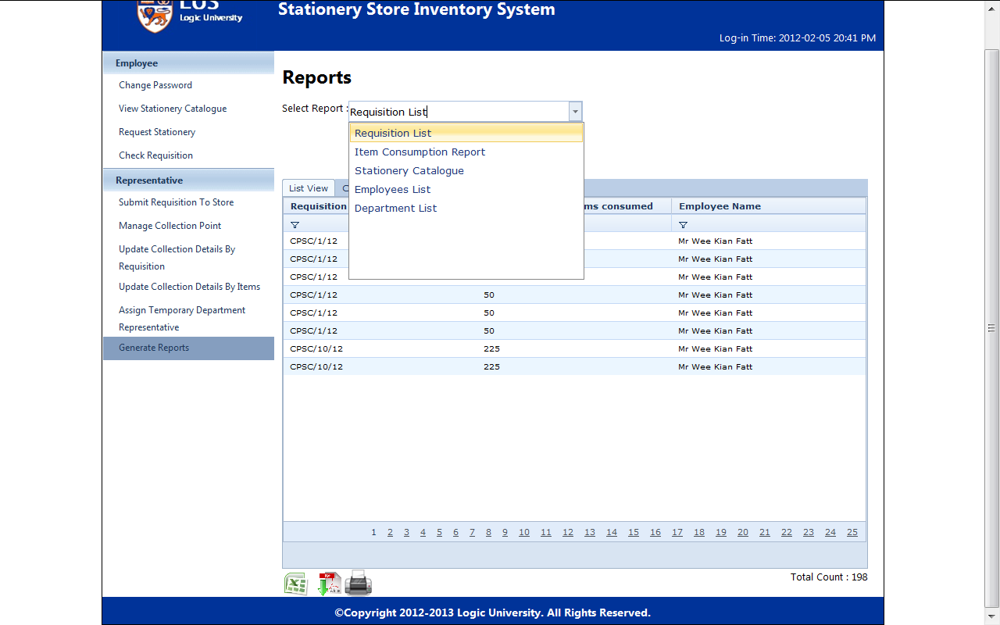 LUS
Logic University
Stationery Store Inventory System
Log-in Time: 2012-02-05 20:41 PM
Employee
Change Password
View Stationery Catalogue
Request Stationery
Check Requisition
Representative
Submit Requisition To Store
Manage Collection Point
Update Collection Details By
Requisition
Update Collection Details By Items
Assign Temporary Department
Representative
Generate Reports
Reports
Select Report : Requisition List
Requisition List
Item Consumption Report
Stationery Catalogue
Employees List
Department List
List View
Requisition consumed Employee Name
CPSC/1/12 Mr Wee Kian Fatt
CPSC/1/12 Mr Wee Kian Fatt
CPSC/1/12 Mr Wee Kian Fatt
CPSC/1/12 50 Mr Wee Kian Fatt
CPSC/1/12 50 Mr Wee Kian Fatt
CPSC/1/12 50 Mr Wee Kian Fatt
CPSC/10/12 225 Mr Wee Kian Fatt
CPSC/10/12 225 Mr Wee Kian Fatt
1 2 3 4 5 6 7 8 9 10 11 12 13 14 15 16 17 18 19 20 21 22 23 24 25
Total Count : 198
©Copyright 2012-2013 Logic University. All Rights Reserved.